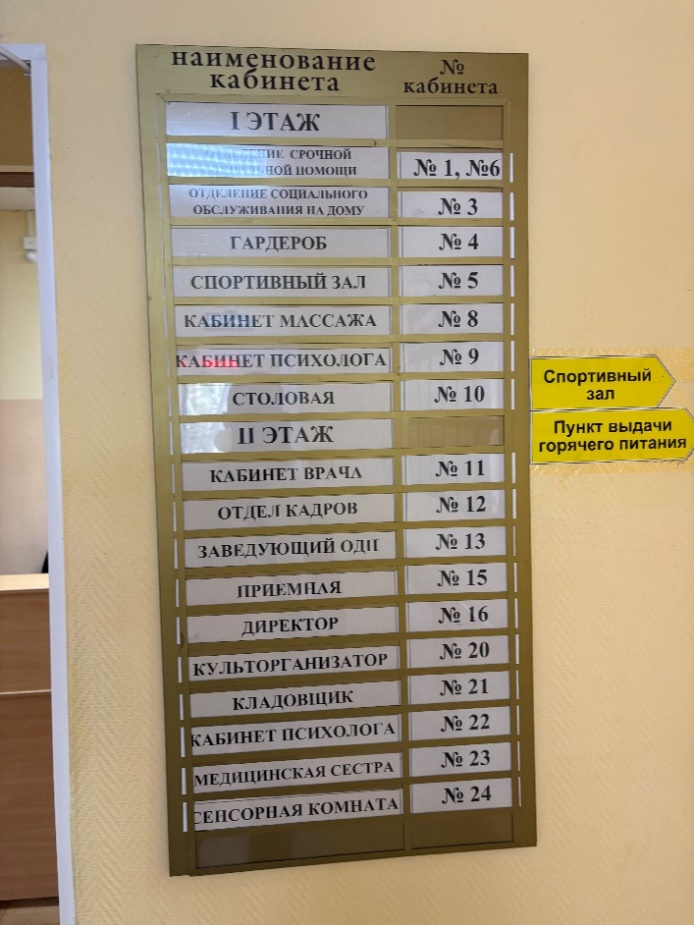 наименование
кабинета
№
кабинета
I ЭТАЖ
СРОЧНОЙ
ПОМОЩИ
№ 1, №6
ОТДЕЛЕНИЕ СОЦИАЛЬНОГО
ОБСЛУЖИВАНИЯ НА ДОМУ
№ 3
ГАРДЕРОБ
№ 4
СПОРТИВНЫЙ ЗАЛ
№ 5
КАБИНЕТ МАССАЖА
№ 8
КАБИНЕТ ПСИХОЛОГА
№ 9
СТОЛОВАЯ
№ 10
II ЭТАЖ
КАБИНЕТ ВРАЧА
№ 11
ОТДЕЛ КАДРОВ
№ 12
ЗАВЕДУЮЩИЙ ОДП
№ 13
ПРИЕМНАЯ
№ 15
ДИРЕКТОР
№ 16
КУЛЬТОРГАНИЗАТОР
№ 20
КЛАДОВЩИК
№ 21
КАБИНЕТ ПСИХОЛОГА
№ 22
МЕДИЦИНСКАЯ СЕСТРА
№ 23
СЕНСОРНАЯ КОМНАТА
№ 24
Спортивный
зал
Пункт выдачи
горячего питания